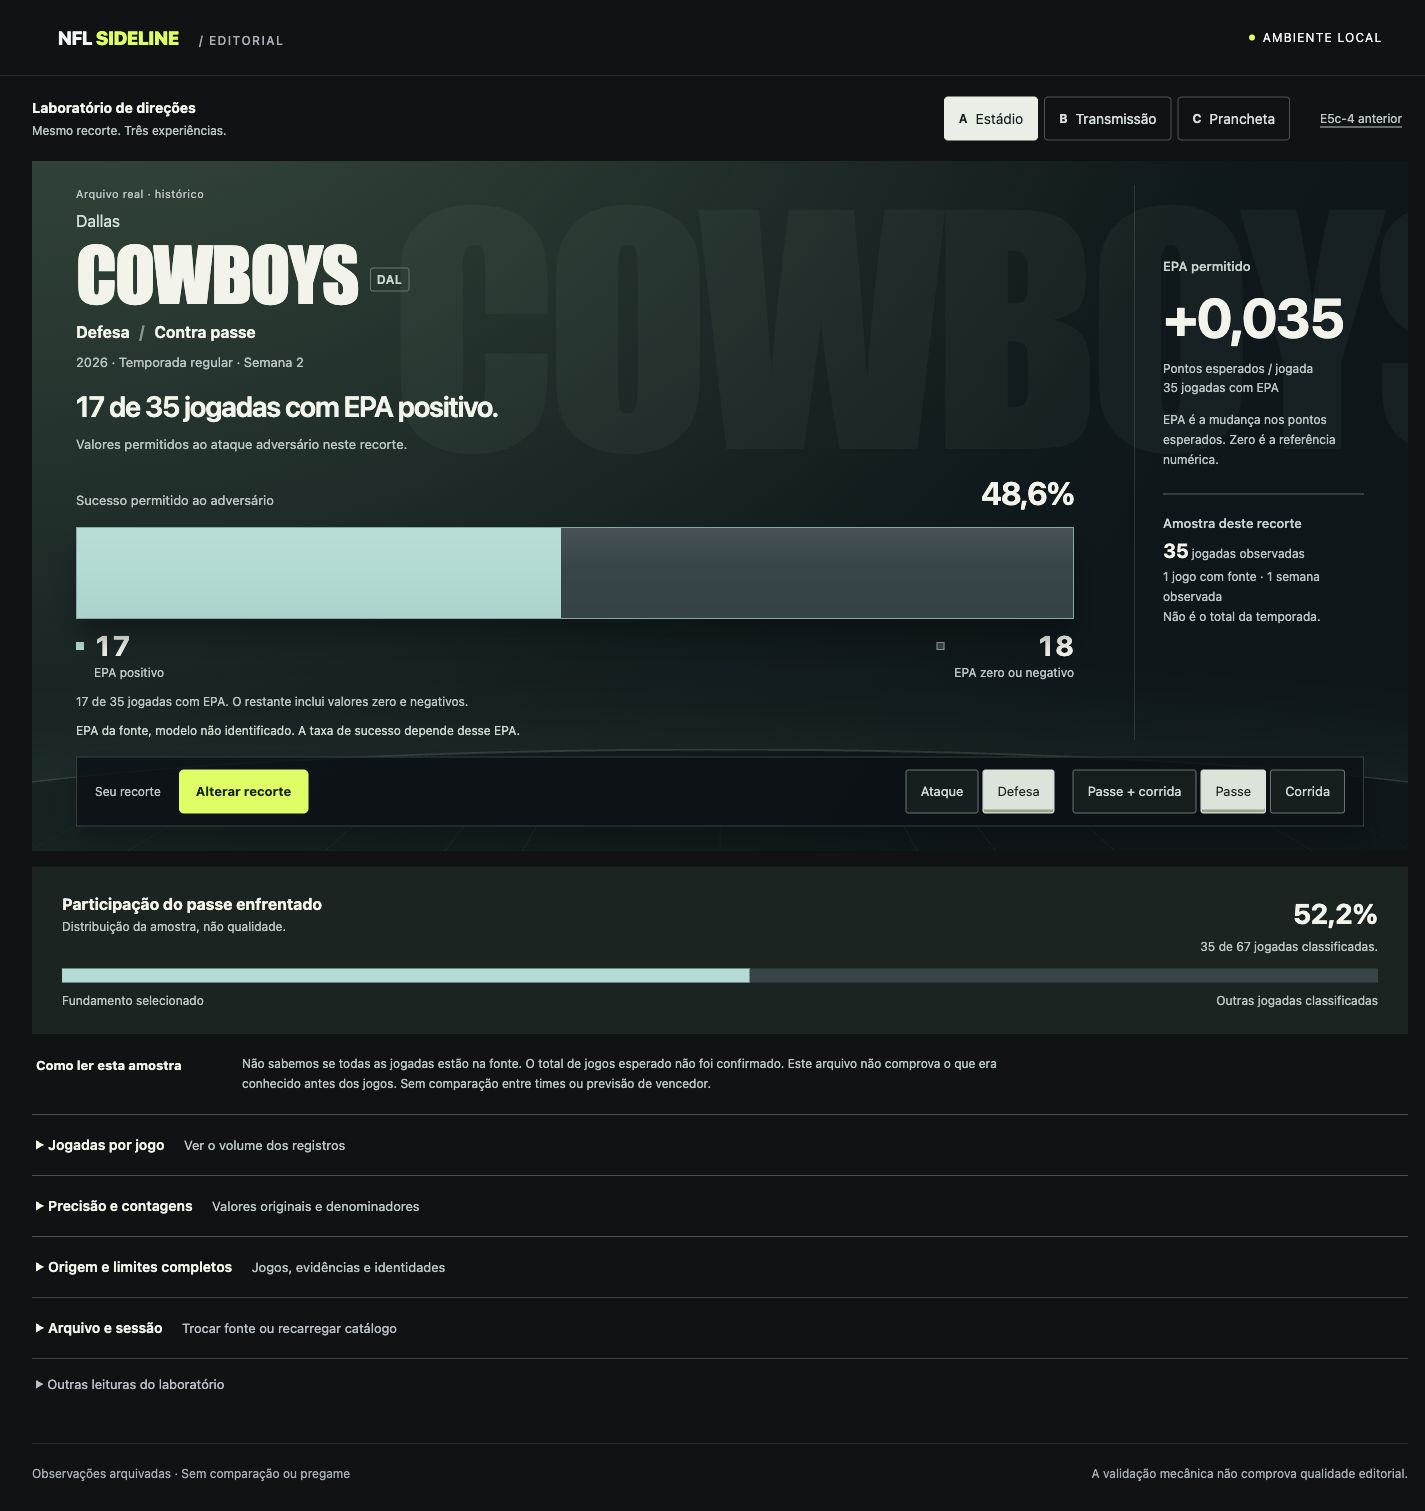 NFL SIDELINE / EDITORIAL
AMBIENTE LOCAL
Laboratório de direções
Mesmo recorte. Três experiências.
A Estádio
B Transmissão
C Prancheta
E5c-4 anterior
COWBOYS
Arquivo real · histórico
Dallas
COWBOYS DAL
Defesa / Contra passe
2026 · Temporada regular · Semana 2
17 de 35 jogadas com EPA positivo.
Valores permitidos ao ataque adversário neste recorte.
Sucesso permitido ao adversário
48,6%
17
EPA positivo
18
EPA zero ou negativo
17 de 35 jogadas com EPA. O restante inclui valores zero e negativos.
EPA da fonte, modelo não identificado. A taxa de sucesso depende desse EPA.
EPA permitido
+0,035
Pontos esperados / jogada
35 jogadas com EPA
EPA é a mudança nos pontos
esperados. Zero é a referência
numérica.
Amostra deste recorte
35 jogadas observadas
1 jogo com fonte · 1 semana
observada
Não é o total da temporada.
Seu recorte
Alterar recorte
Ataque
Defesa
Passe + corrida
Passe
Corrida
Participação do passe enfrentado
Distribuição da amostra, não qualidade.
52,2%
35 de 67 jogadas classificadas.
Fundamento selecionado
Outras jogadas classificadas
Como ler esta amostra
Não sabemos se todas as jogadas estão na fonte. O total de jogos esperado não foi confirmado. Este arquivo não comprova o que era
conhecido antes dos jogos. Sem comparação entre times ou previsão de vencedor.
Jogadas por jogo Ver o volume dos registros
Precisão e contagens Valores originais e denominadores
Origem e limites completos Jogos, evidências e identidades
Arquivo e sessão Trocar fonte ou recarregar catálogo
Outras leituras do laboratório
Observações arquivadas · Sem comparação ou pregame
A validação mecânica não comprova qualidade editorial.